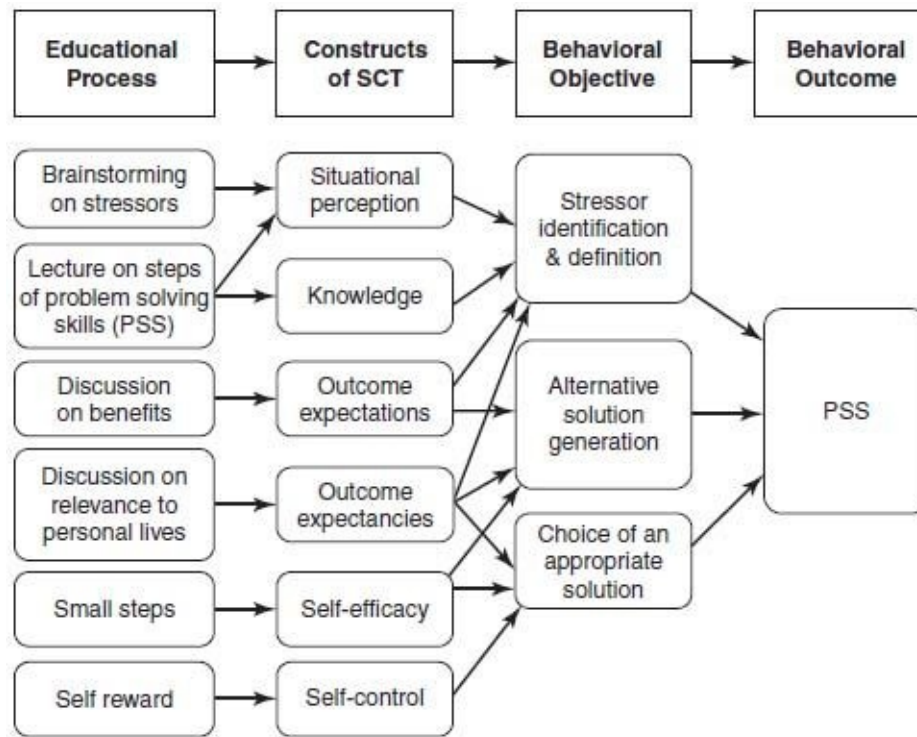 Educational
Process
Constructs
of SCT
Behavioral
Objective
Behavioral
Outcome
Brainstorming
on stressors
Lecture on steps
of problem solving
skills (PSS)
Discussion
on benefits
Discussion on
relevance to
personal lives
Small steps
Self reward
Situational
perception
Knowledge
Outcome
expectations
Outcome
expectancies
Self-efficacy
Self-control
Stressor
identification
& definition
Alternative
solution
generation
Choice of an
appropriate
solution
PSS